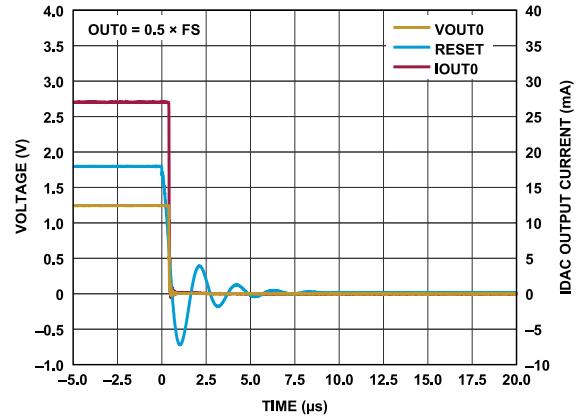 OUT0 = 0.5 × FS
VOUT0
RESET
IOUT0
VOLTAGE (V)
4.0
3.5
3.0
2.5
2.0
1.5
1.0
0.5
0
–0.5
–1.0
IDAC OUTPUT CURRENT (mA)
40
35
30
25
20
15
10
5
0
–5
–10
–5.0 –2.5 0 2.5 5.0 7.5 10.0 12.5 15.0 17.5 20.0
TIME (µs)